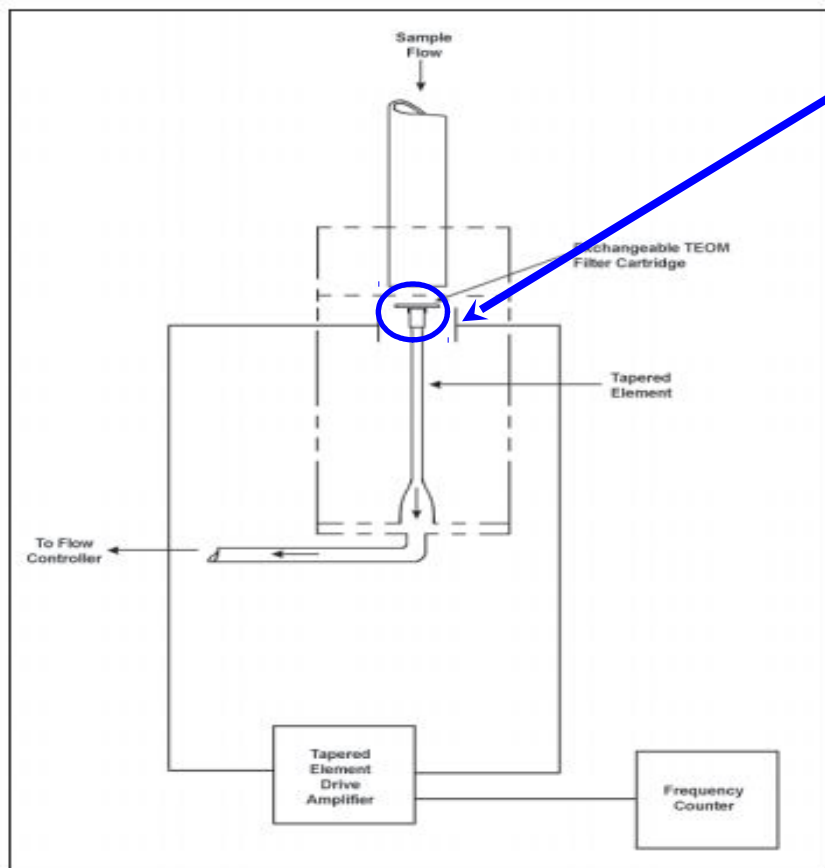 Sample
Flow
Exchangeable TEOM
Filter Cartridge
Tapered
Element
To Flow
Controller
Tapered
Element
Drive
Amplifier
Frequency
Counter